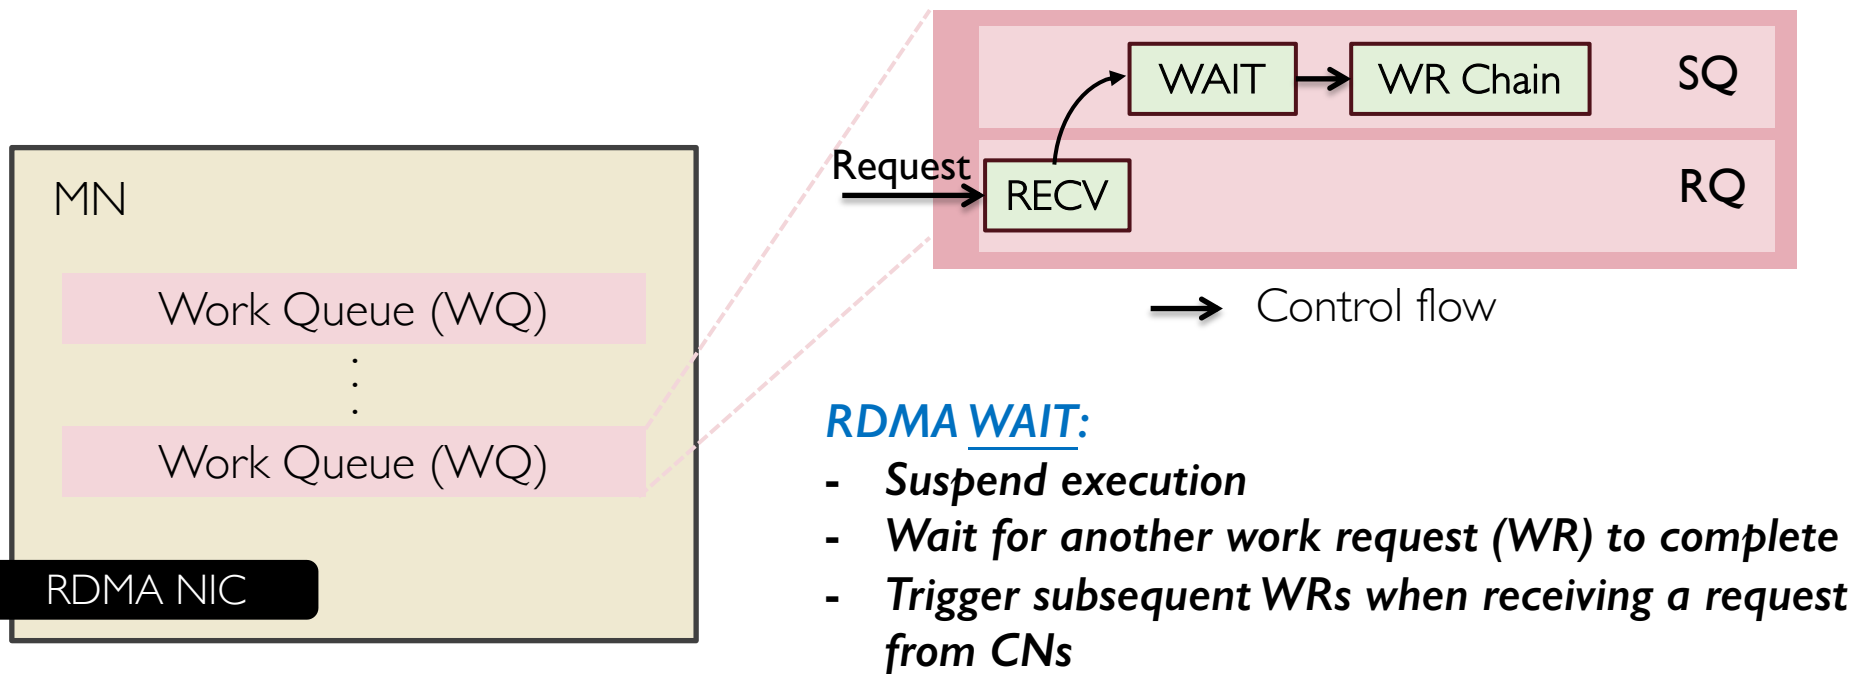 MN
Work Queue (WQ)
.
.
.
Work Queue (WQ)
RDMA NIC
WAIT
WR Chain
SQ
Request
RECV
RQ
Control flow
RDMA WAIT:
- Suspend execution
- Wait for another work request (WR) to complete
- Trigger subsequent WRs when receiving a request
from CNs